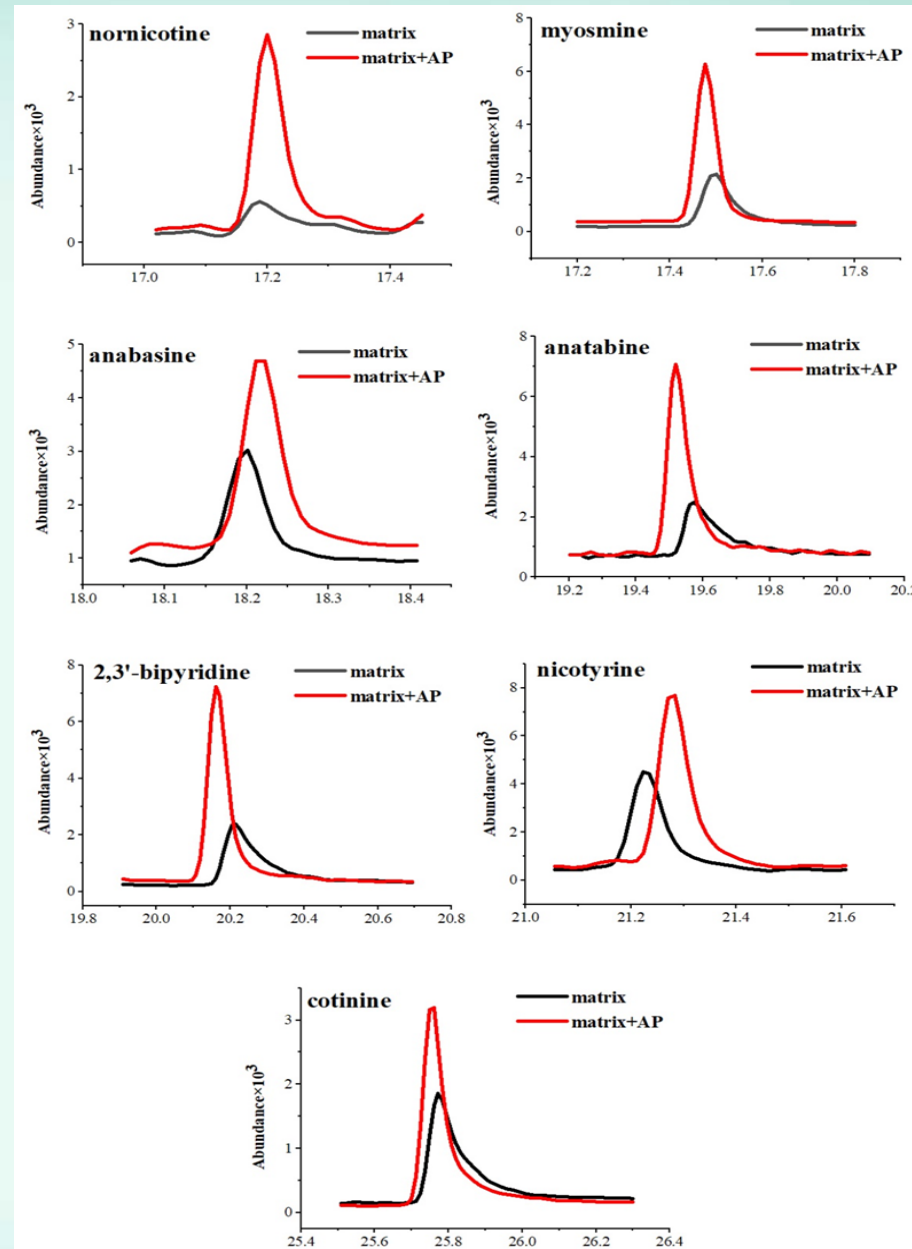 nornicotine
matrix
matrix+AP
Abundance×10³
3
2
1
0
17.0 17.2 17.4
myosmine
matrix
matrix+AP
Abundance×10³
8
6
4
2
0
17.2 17.4 17.6 17.8
anabasine
matrix
matrix+AP
Abundance×10³
5
4
3
2
1
18.0 18.1 18.2 18.3 18.4
anatabine
matrix
matrix+AP
Abundance×10³
8
6
4
2
0
19.2 19.4 19.6 19.8 20.0
2,3'-bipyridine
matrix
matrix+AP
Abundance×10³
8
6
4
2
0
19.8 20.0 20.2 20.4 20.6 20.8
nicotyrine
matrix
matrix+AP
Abundance×10³
8
6
4
2
0
21.0 21.2 21.4 21.6
cotinine
matrix
matrix+AP
Abundance×10³
3
2
1
0
25.4 25.6 25.8 26.0 26.2 26.4